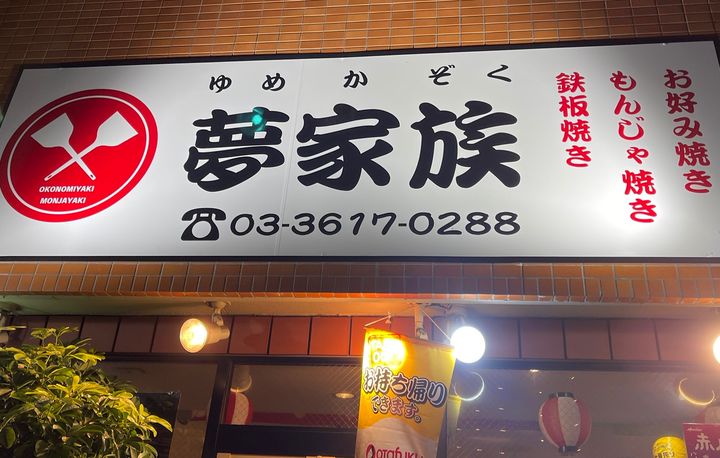 ゆめかぞく
夢家族
☎03-3617-0288
お好み焼き
もんじゃ焼き
鉄板焼き
OKONOMIYAKI
MONJAYAKI
お持ち帰り
できます。
Otafuku
赤